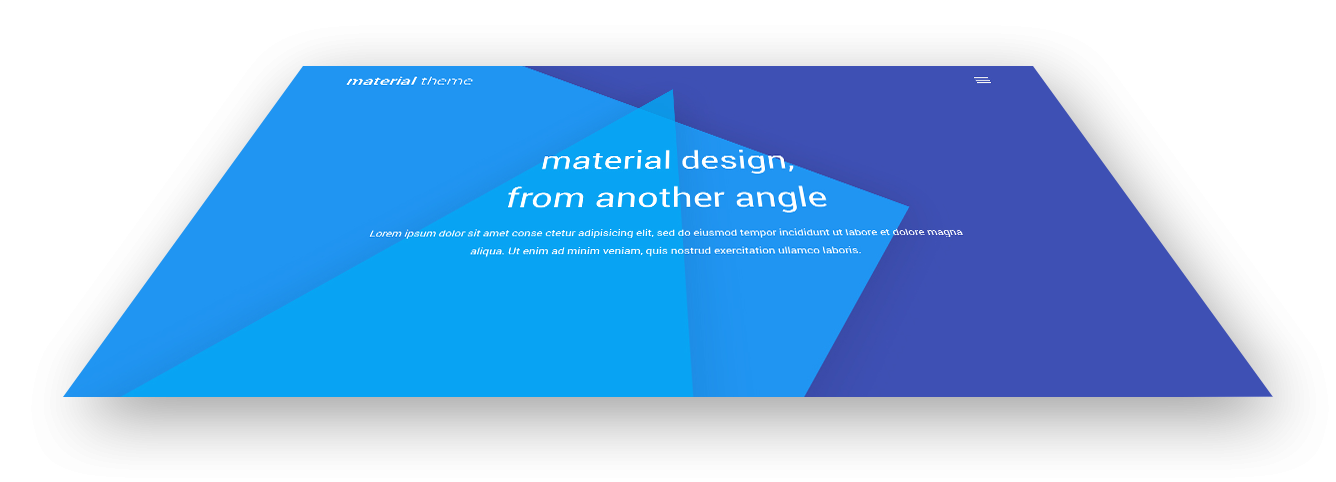 material theme
material design,
from another angle
Lorem ipsum dolor sit amet conse ctetur adipisicing elit, sed do eiusmod tempor incididunt ut labore et dolore magna
aliqua. Ut enim ad minim veniam, quis nostrud exercitation ullamco laboris.